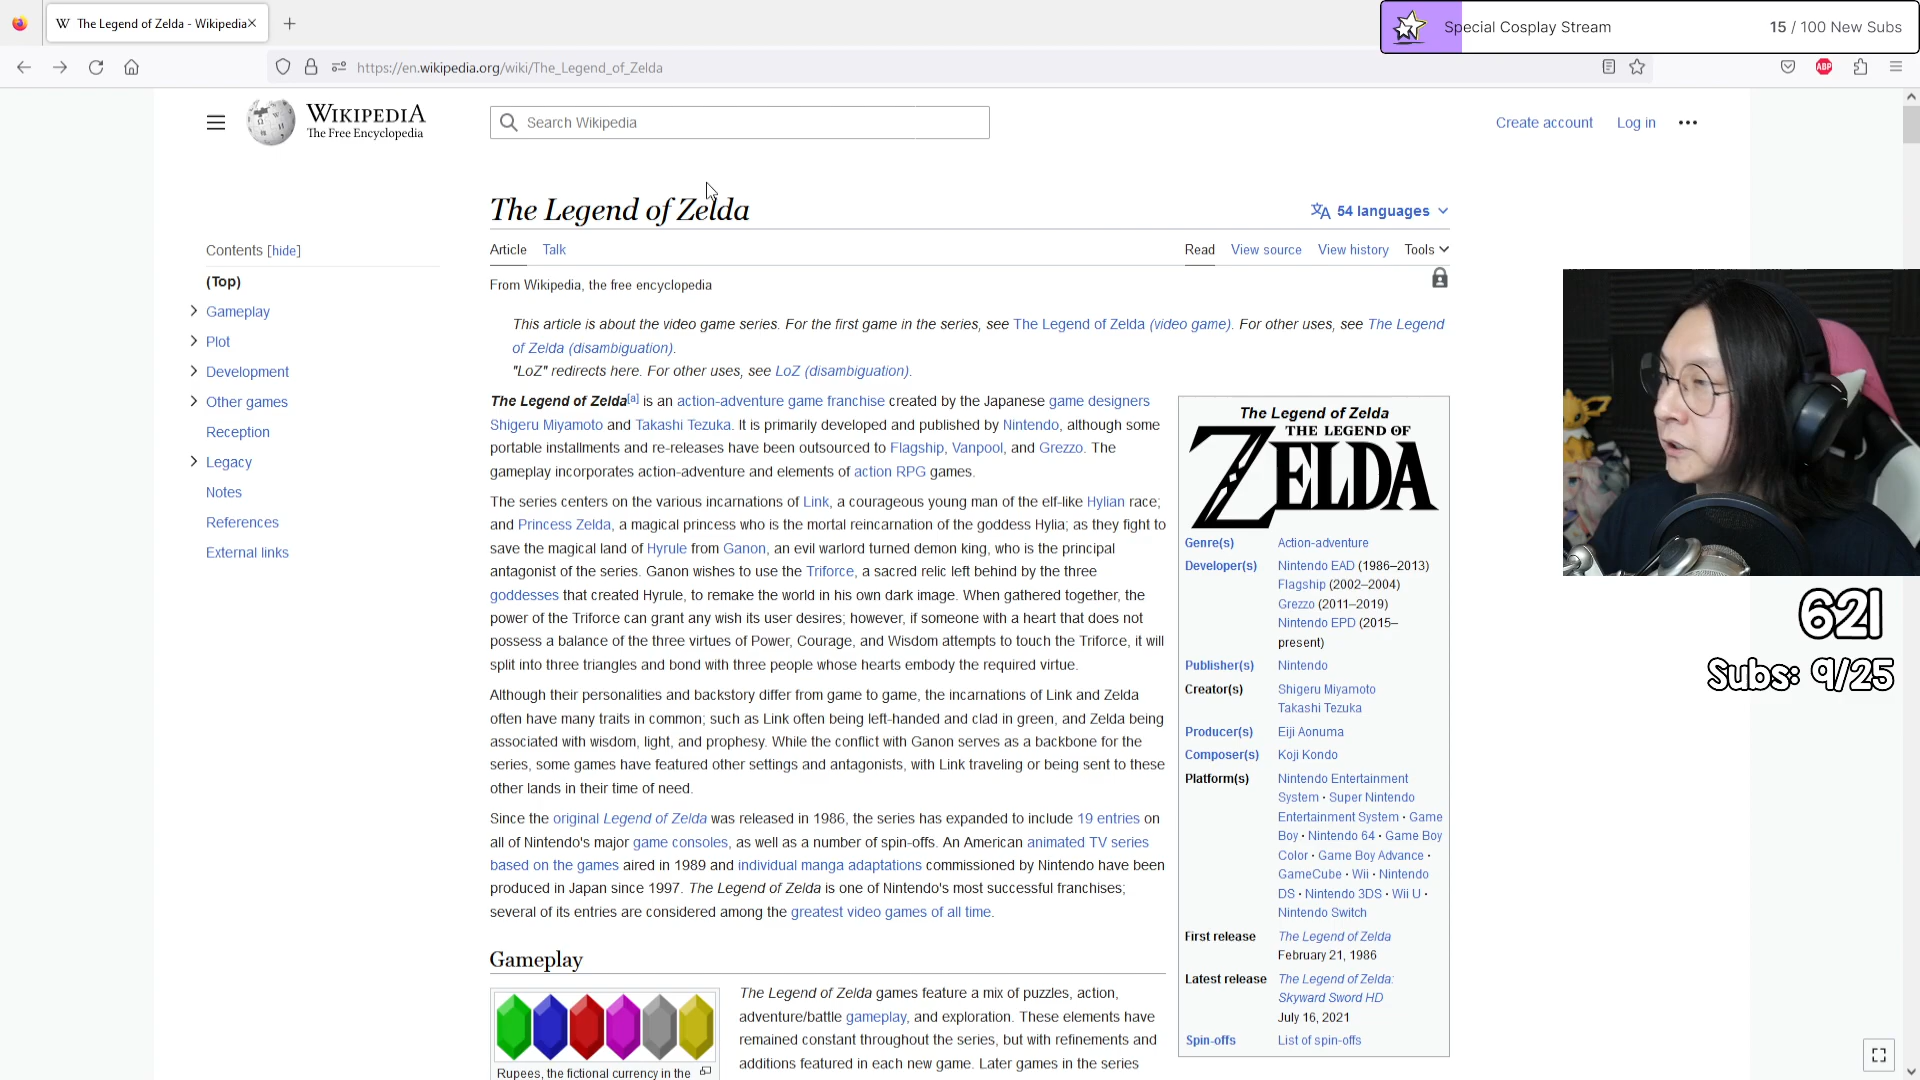 The Legend of Zelda - Wikipedia
Special Cosplay Stream
15 / 100 New Subs
https://en.wikipedia.org/wiki/The_Legend_of_Zelda
ABP
WIKIPEDIA
The Free Encyclopedia
Search Wikipedia
Create account
Log in
The Legend of Zelda
54 languages
Contents [hide]
(Top)
Gameplay
Plot
Development
Other games
Reception
Legacy
Notes
References
External links
Article
Talk
Read
View source
View history
Tools
From Wikipedia, the free encyclopedia
This article is about the video game series. For the first game in the series, see The Legend of Zelda (video game). For other uses, see The Legend
of Zelda (disambiguation).
"LoZ" redirects here. For other uses, see LoZ (disambiguation).
The Legend of Zelda[a] is an action-adventure game franchise created by the Japanese game designers
Shigeru Miyamoto and Takashi Tezuka. It is primarily developed and published by Nintendo, although some
portable installments and re-releases have been outsourced to Flagship, Vanpool, and Grezzo. The
gameplay incorporates action-adventure and elements of action RPG games.
The series centers on the various incarnations of Link, a courageous young man of the elf-like Hylian race;
and Princess Zelda, a magical princess who is the mortal reincarnation of the goddess Hylia; as they fight to
save the magical land of Hyrule from Ganon, an evil warlord turned demon king, who is the principal
antagonist of the series. Ganon wishes to use the Triforce, a sacred relic left behind by the three
goddesses that created Hyrule, to remake the world in his own dark image. When gathered together, the
power of the Triforce can grant any wish its user desires; however, if someone with a heart that does not
possess a balance of the three virtues of Power, Courage, and Wisdom attempts to touch the Triforce, it will
split into three triangles and bond with three people whose hearts embody the required virtue.
Although their personalities and backstory differ from game to game, the incarnations of Link and Zelda
often have many traits in common; such as Link often being left-handed and clad in green, and Zelda being
associated with wisdom, light, and prophesy. While the conflict with Ganon serves as a backbone for the
series, some games have featured other settings and antagonists, with Link traveling or being sent to these
other lands in their time of need.
Since the original Legend of Zelda was released in 1986, the series has expanded to include 19 entries on
all of Nintendo's major game consoles, as well as a number of spin-offs. An American animated TV series
based on the games aired in 1989 and individual manga adaptations commissioned by Nintendo have been
produced in Japan since 1997. The Legend of Zelda is one of Nintendo's most successful franchises;
several of its entries are considered among the greatest video games of all time.
Gameplay
The Legend of Zelda games feature a mix of puzzles, action,
adventure/battle gameplay, and exploration. These elements have
remained constant throughout the series, but with refinements and
additions featured in each new game. Later games in the series
Rupees, the fictional currency in the
The Legend of Zelda
THE LEGEND OF
ZELDA
Genre(s) Action-adventure
Developer(s) Nintendo EAD (1986–2013)
Flagship (2002–2004)
Grezzo (2011–2019)
Nintendo EPD (2015–
present)
Publisher(s) Nintendo
Creator(s) Shigeru Miyamoto
Takashi Tezuka
Producer(s) Eiji Aonuma
Composer(s) Koji Kondo
Platform(s) Nintendo Entertainment
System · Super Nintendo
Entertainment System · Game
Boy · Nintendo 64 · Game Boy
Color · Game Boy Advance ·
GameCube · Wii · Nintendo
DS · Nintendo 3DS · Wii U ·
Nintendo Switch
First release The Legend of Zelda
February 21, 1986
Latest release The Legend of Zelda:
Skyward Sword HD
July 16, 2021
Spin-offs List of spin-offs
621
Subs: 9/25